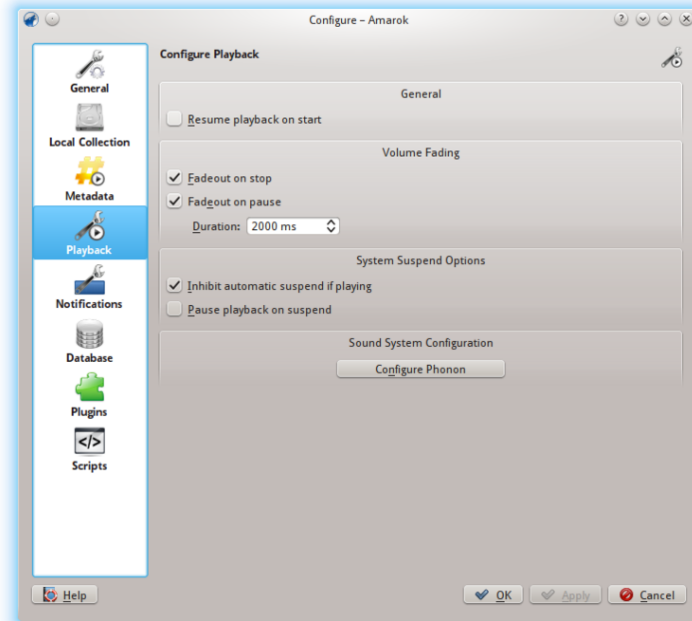 Configure – Amarok
Configure Playback
General
Local Collection
Metadata
Playback
Notifications
Database
Plugins
</>
Scripts
General
Resume playback on start
Volume Fading
Fadeout on stop
Fadeout on pause
Duration: 2000 ms
System Suspend Options
Inhibit automatic suspend if playing
Pause playback on suspend
Sound System Configuration
Configure Phonon
Help
OK
Apply
Cancel